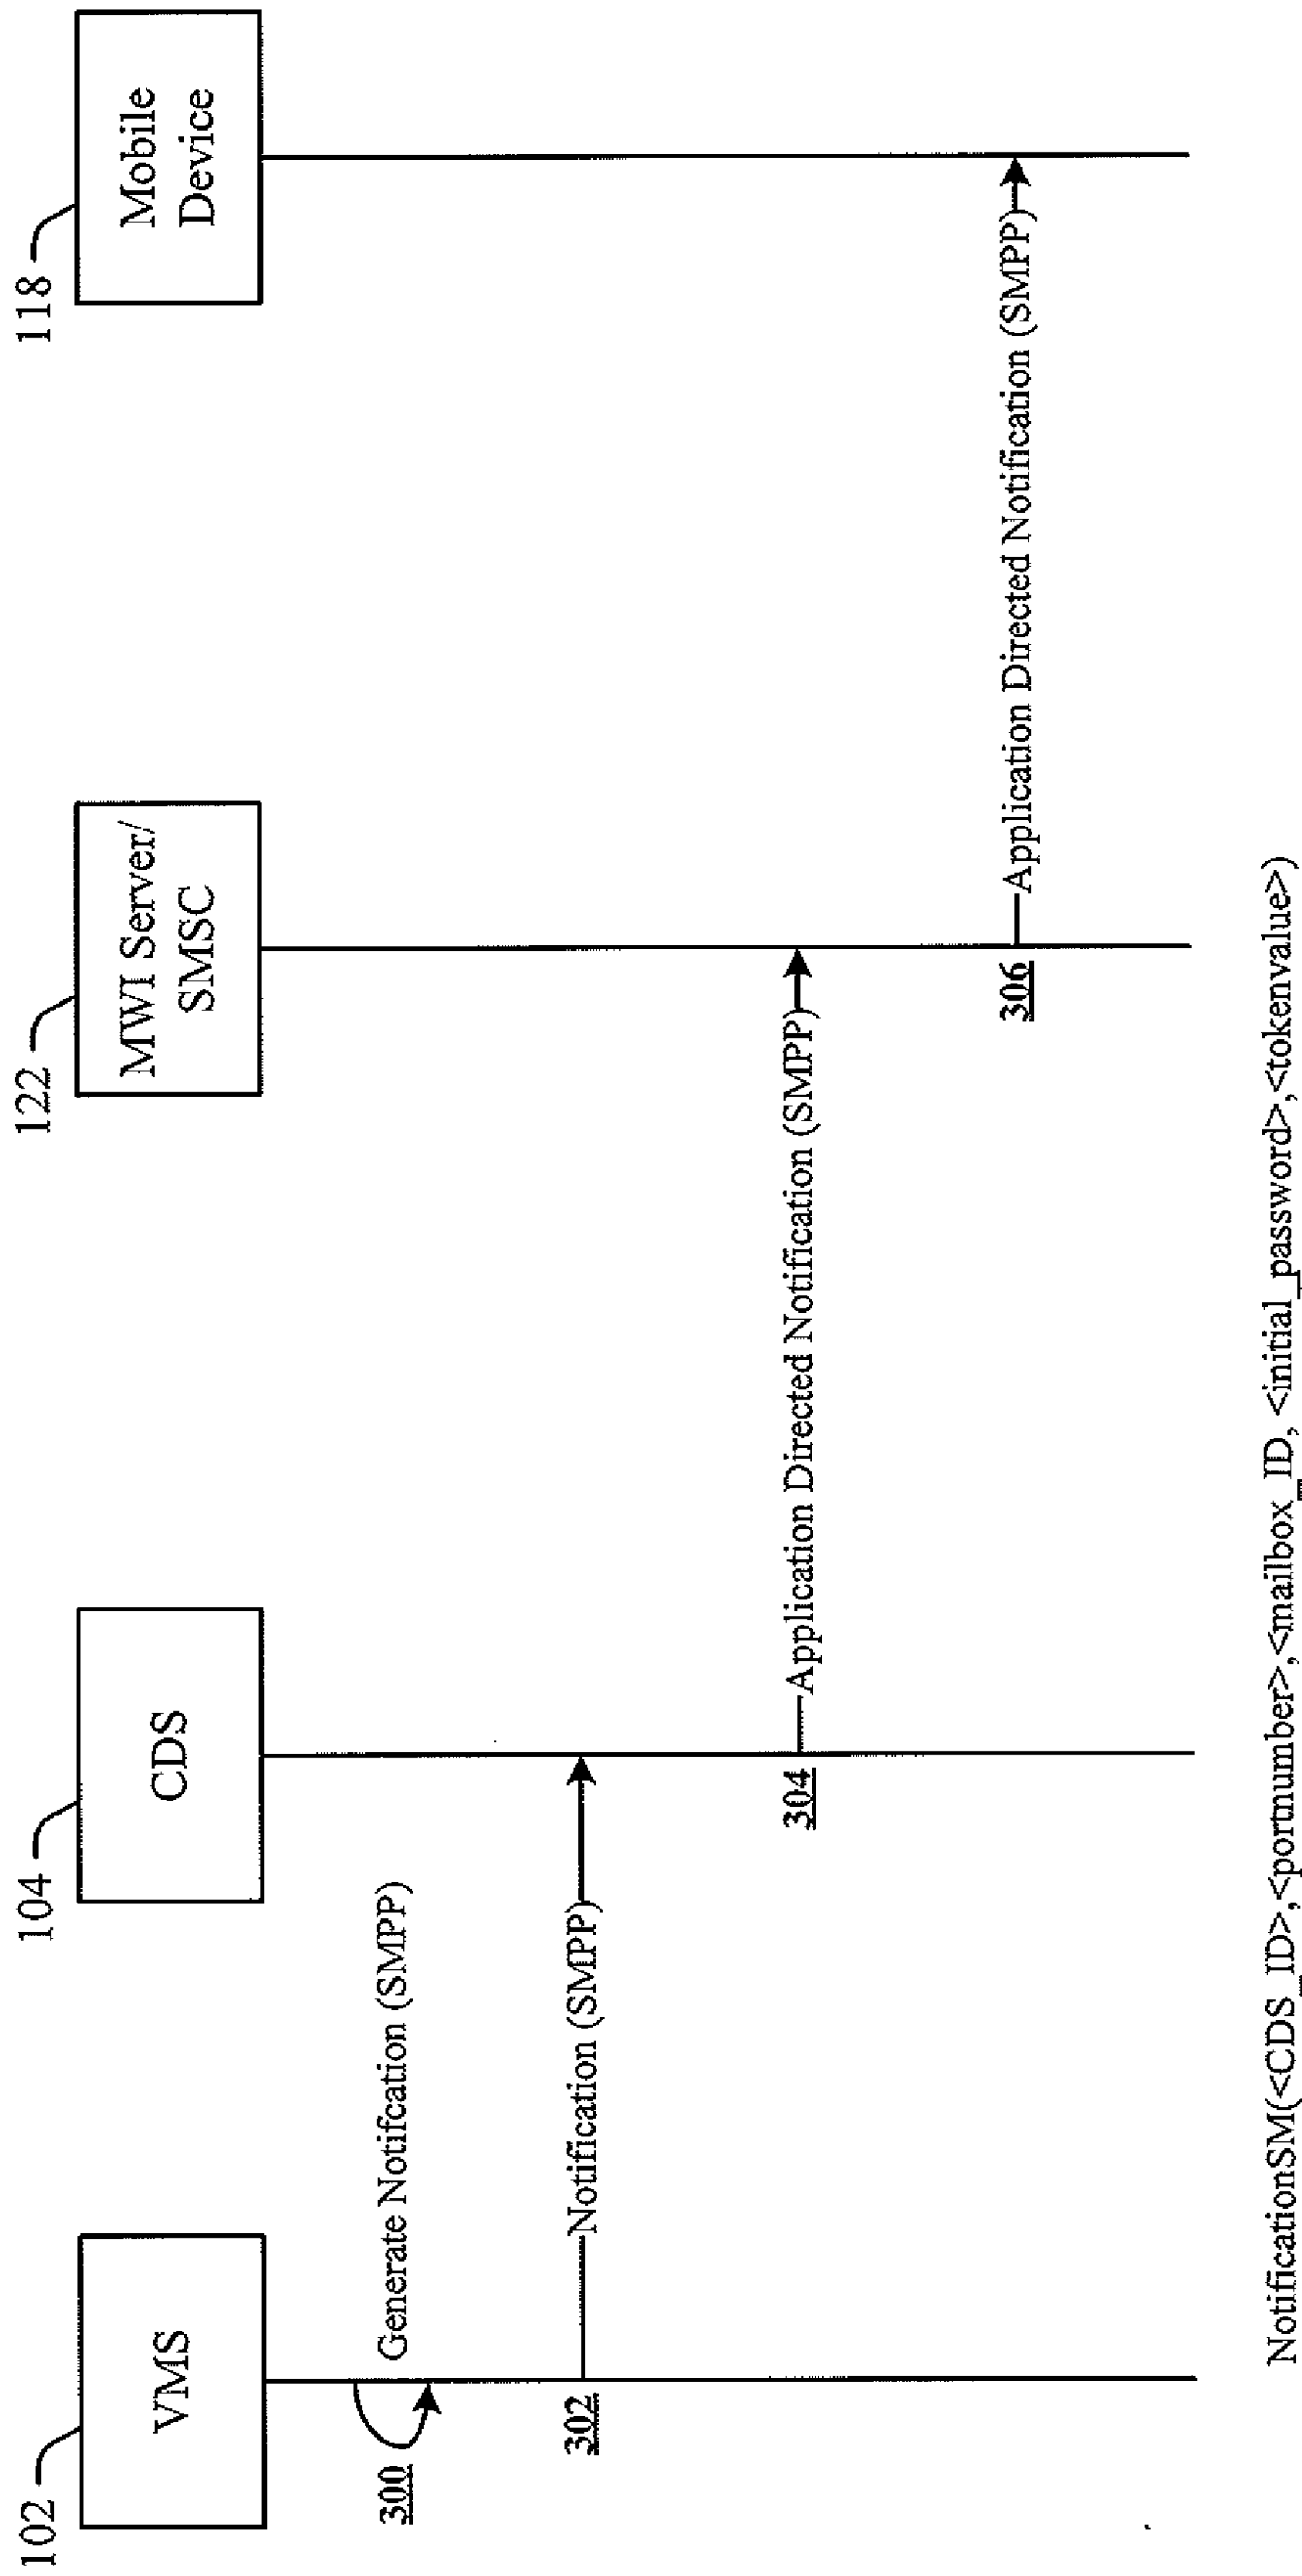 102
VMS
104
CDS
122
MWI Server/
SMSC
118
Mobile
Device
300
Generate Notifcation (SMPP)
302
Notification (SMPP)
304
Application Directed Notification (SMPP)
306
Application Directed Notification (SMPP)
NotificationSM(<CDS_ID>,<portnumber>,<mailbox_ID, <initial_password>,<tokenvalue>)